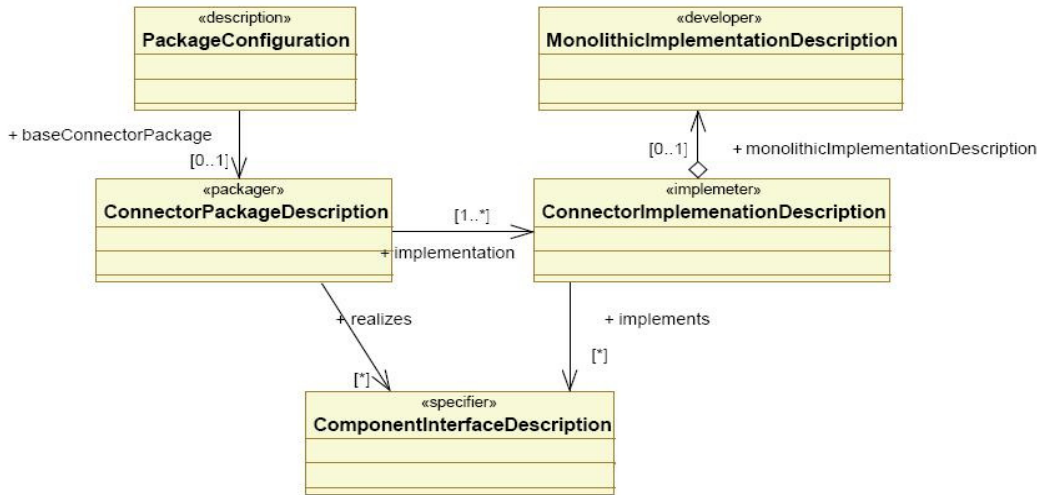 «description»
PackageConfiguration
«developer»
MonolithicImplementationDescription
+ baseConnectorPackage
[0..1]
[0..1]
+ monolithicImplementationDescription
«packager»
ConnectorPackageDescription
«implemeter»
ConnectorImplemenationDescription
[1..*]
+ implementation
+ realizes
+ implements
[*]
[*]
«specifier»
ComponentInterfaceDescription